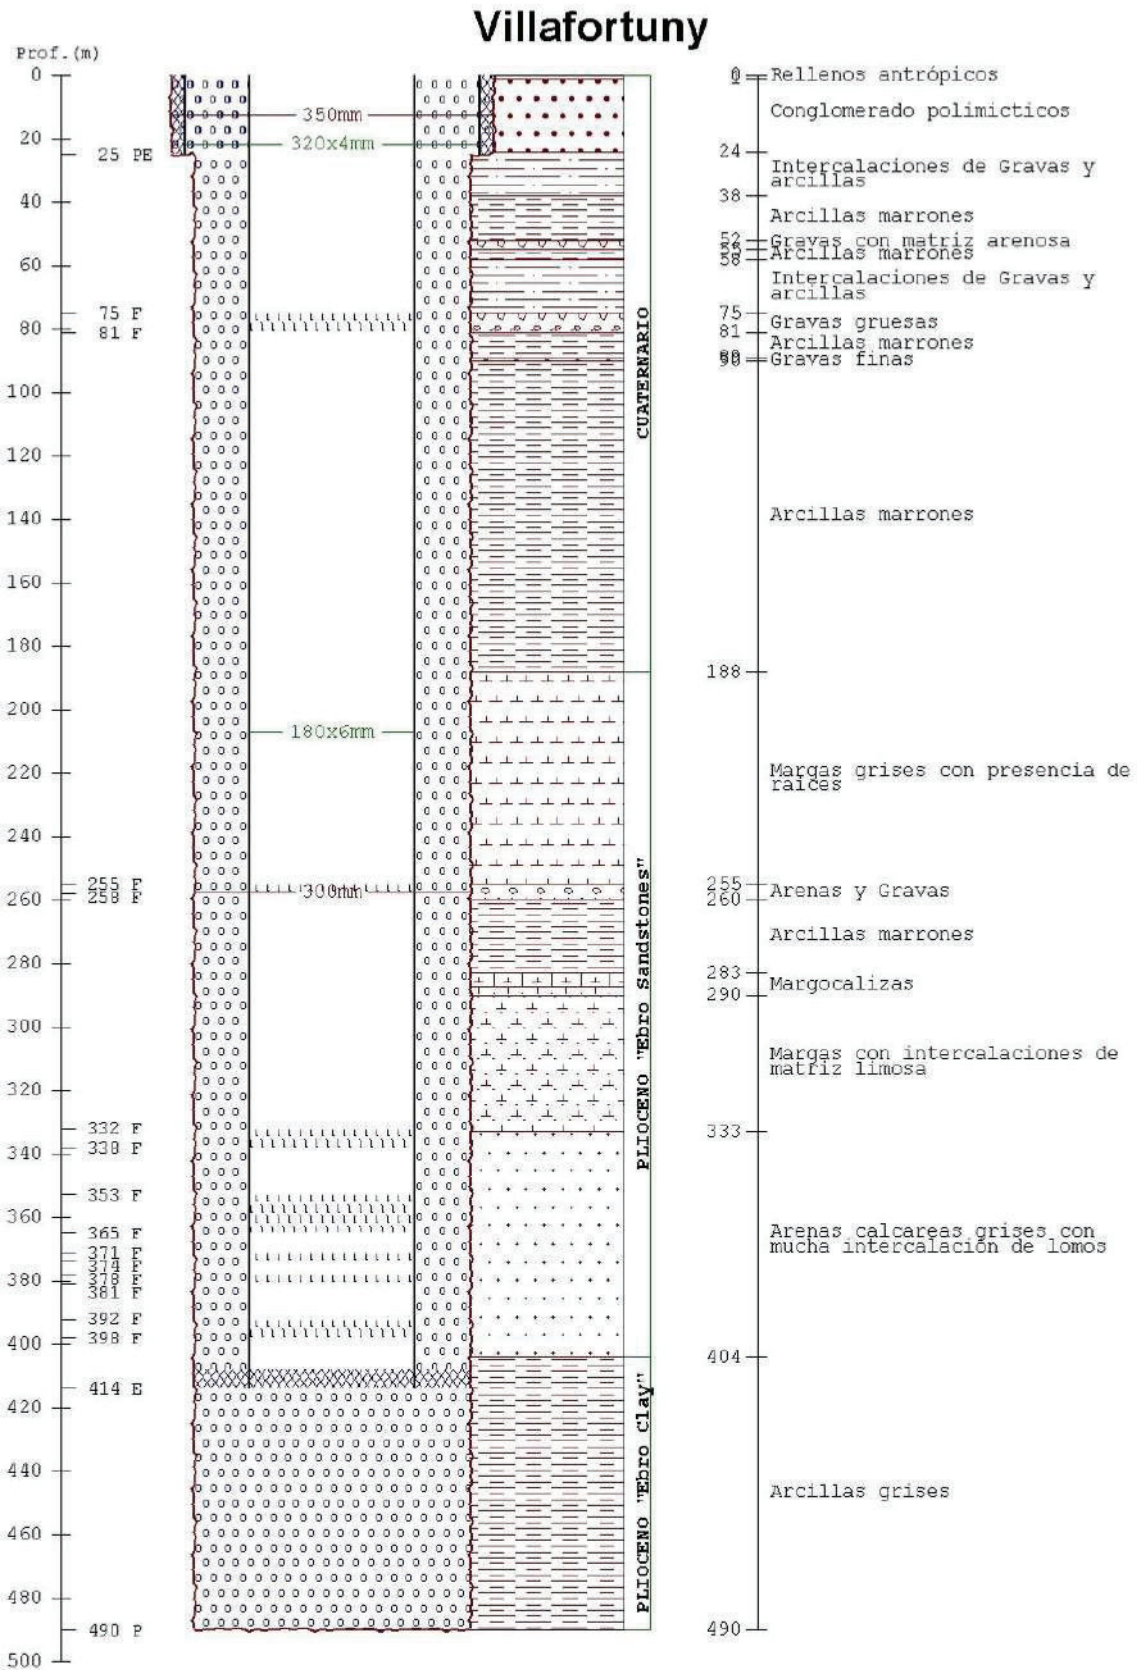 Villafortuny
Prof.(m)
0
20
25 PE
40
60
75 F
80
81 F
100
120
140
160
180
200
220
240
255 F
258 F
260
280
300
320
332 F
338 F
340
353 F
360
365 F
371 F
374 F
378 F
380
381 F
392 F
398 F
400
414 E
420
440
460
480
490 P
500
350mm
320x4mm
180x6mm
300mm
CUATERNARIO
PLIOCENO "Ebro Sandstones"
PLIOCENO "Ebro Clay"
0
Rellenos antrópicos
Conglomerado polimicticos
24
Intercalaciones de Gravas y
arcillas
38
Arcillas marrones
52
Gravas con matriz arenosa
55
Arcillas marrones
58
Intercalaciones de Gravas y
arcillas
75
Gravas gruesas
81
Arcillas marrones
90
Gravas finas
Arcillas marrones
188
Margas grises con presencia de
raices
255
Arenas y Gravas
260
Arcillas marrones
283
Margocalizas
290
Margas con intercalaciones de
matriz limosa
333
Arenas calcareas grises con
mucha intercalación de lomos
404
Arcillas grises
490